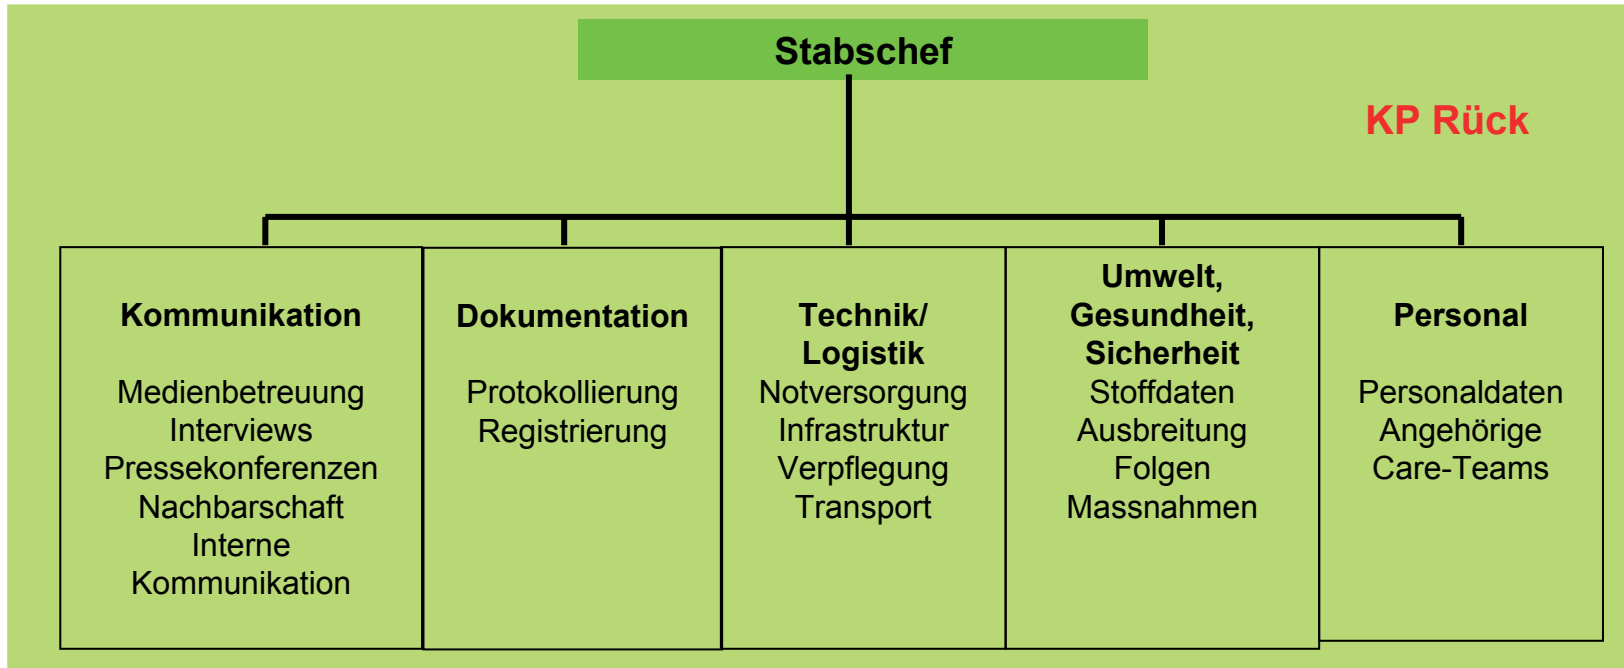 Stabschef
KP Rück
Kommunikation
Medienbetreuung
Interviews
Pressekonferenzen
Nachbarschaft
Interne
Kommunikation
Dokumentation
Protokollierung
Registrierung
Technik/
Logistik
Notversorgung
Infrastruktur
Verpflegung
Transport
Umwelt,
Gesundheit,
Sicherheit
Stoffdaten
Ausbreitung
Folgen
Massnahmen
Personal
Personaldaten
Angehörige
Care-Teams